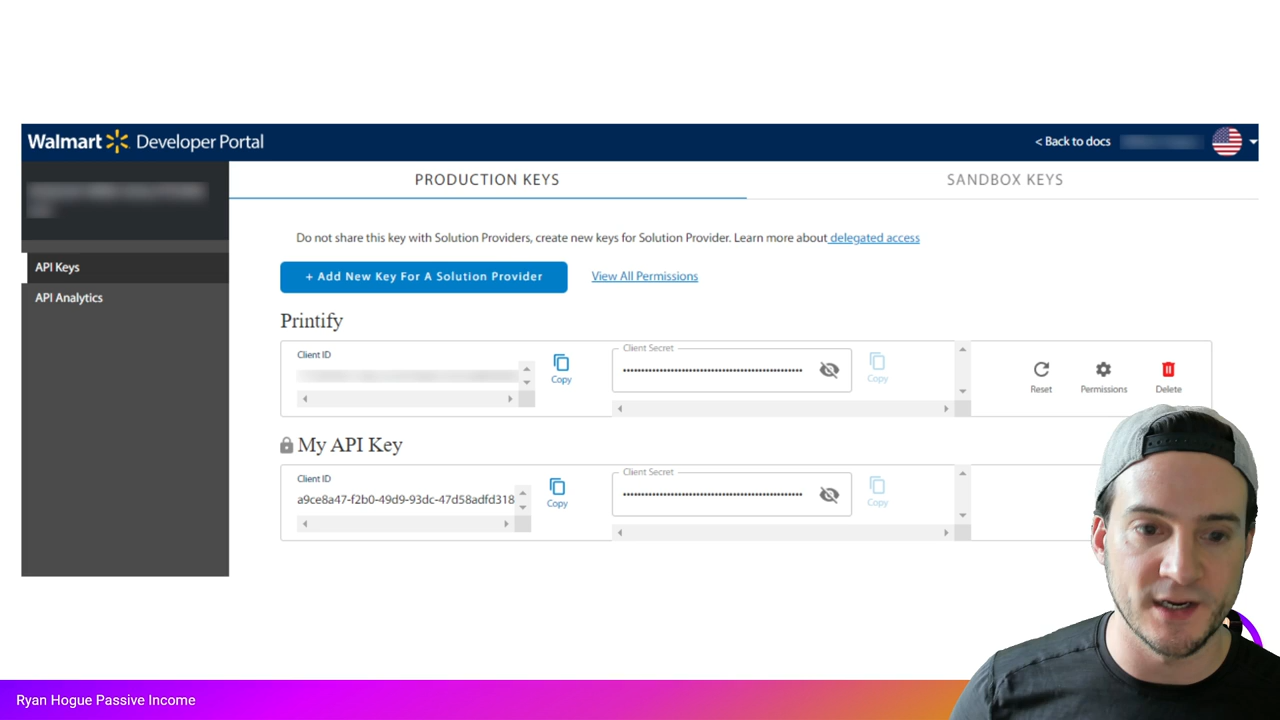 Walmart Developer Portal
< Back to docs
PRODUCTION KEYS
SANDBOX KEYS
Do not share this key with Solution Providers, create new keys for Solution Provider. Learn more about delegated access
API Keys
API Analytics
+ Add New Key For A Solution Provider
View All Permissions
Printify
Client ID
Copy
Client Secret
••••••••••••••••••••••••••••••••••••••••••••••••
Copy
Reset
Permissions
Delete
My API Key
Client ID
a9ce8a47-f2b0-49d9-93dc-47d58adfd318
Copy
Client Secret
••••••••••••••••••••••••••••••••••••••••••••••••
Copy
Ryan Hogue Passive Income